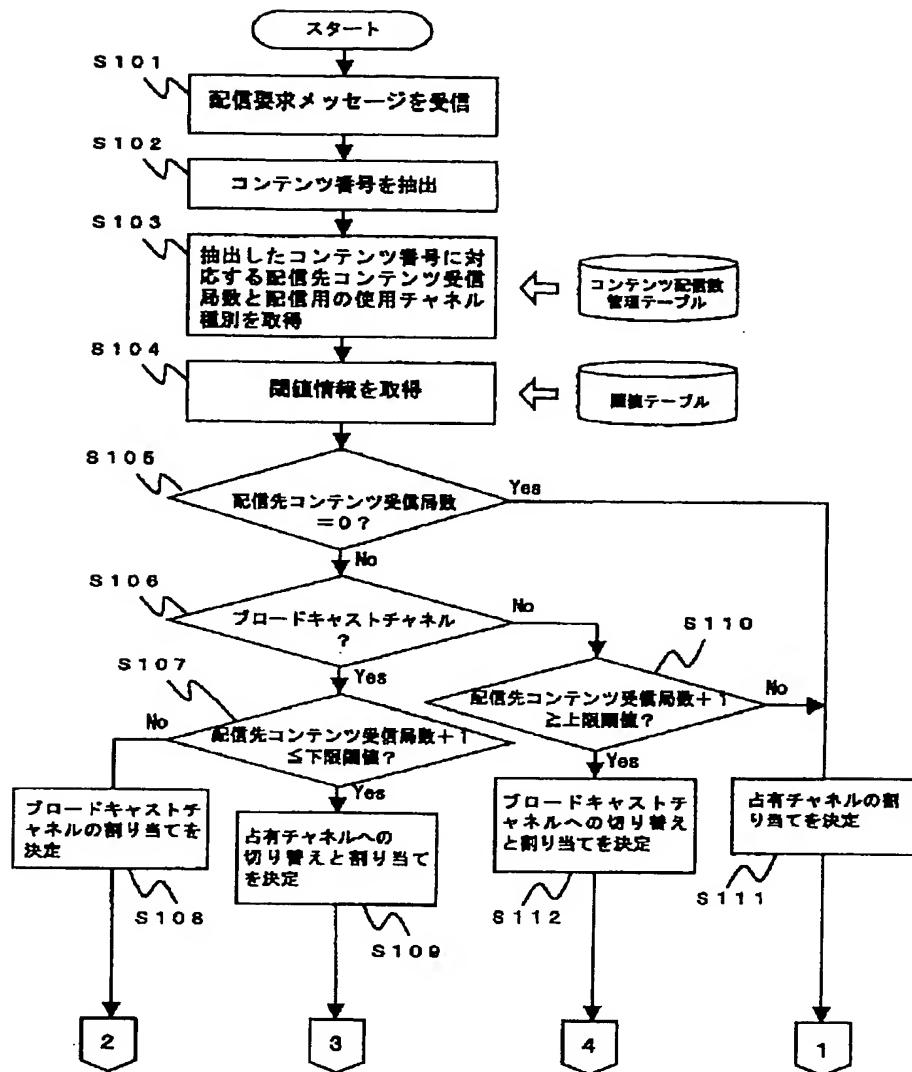 スタート
S101
配信要求メッセージを受信
S102
コンテンツ番号を抽出
S103
抽出したコンテンツ番号に対
応する配信先コンテンツ受信
局数と配信用の使用チャネル
種別を取得
コンテンツ配信数
管理テーブル
S104
閾値情報を取得
閾値テーブル
S105
配信先コンテンツ受信局数
=0?
Yes
No
S106
ブロードキャストチャネル
?
No
Yes
S110
配信先コンテンツ受信局数+1
≧上限閾値?
No
Yes
S107
配信先コンテンツ受信局数+1
≦下限閾値?
No
Yes
ブロードキャストチ
ャネルの割り当てを
決定
S108
占有チャネルへの
切り替えと割り当て
を決定
S109
ブロードキャストチ
ャネルへの切り替え
と割り当てを決定
S112
占有チャネルの割
り当てを決定
S111
2
3
4
1